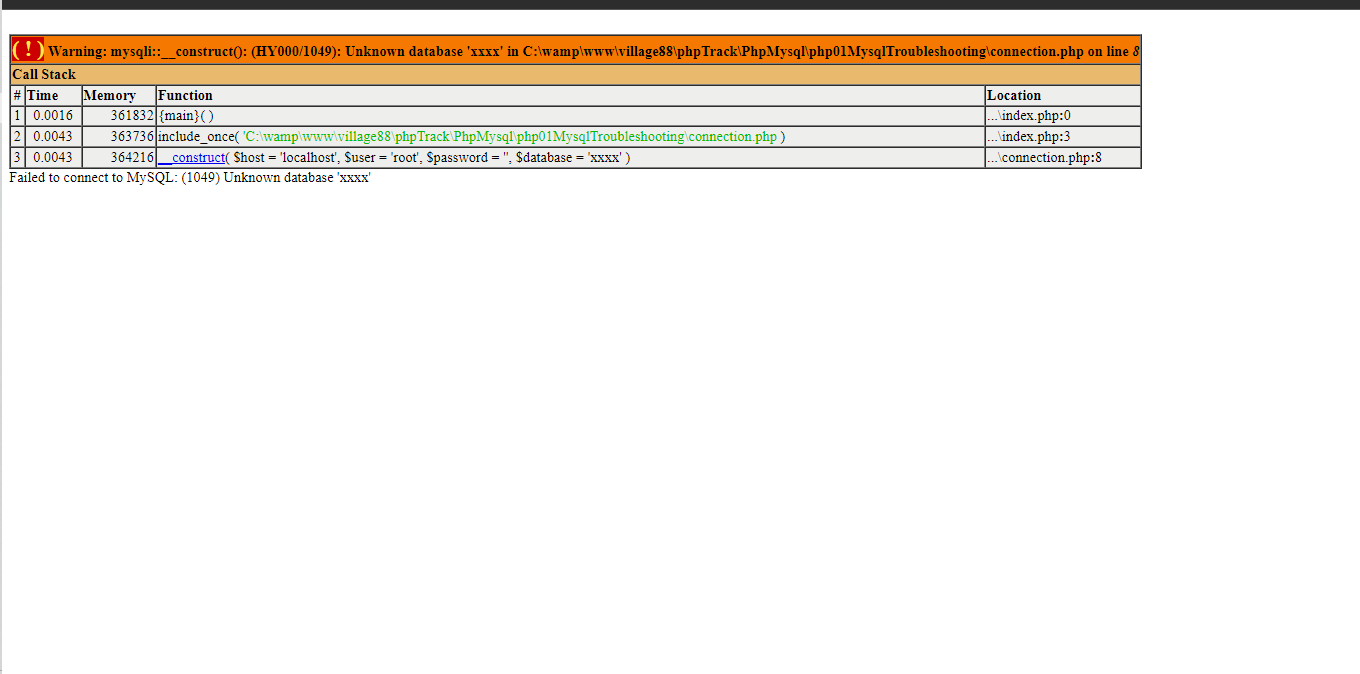 ( ! ) Warning: mysqli::__construct(): (HY000/1049): Unknown database 'xxxx' in C:\wamp\www\village88\phpTrack\PhpMysql\php01MysqlTroubleshooting\connection.php on line 8
Call Stack
# Time Memory Function Location
1 0.0016 361832 {main}( ) ...\index.php:0
2 0.0043 363736 include_once( 'C:\wamp\www\village88\phpTrack\PhpMysql\php01MysqlTroubleshooting\connection.php ) ...\index.php:3
3 0.0043 364216 __construct( $host = 'localhost', $user = 'root', $password = '', $database = 'xxxx' ) ...\connection.php:8
Failed to connect to MySQL: (1049) Unknown database 'xxxx'